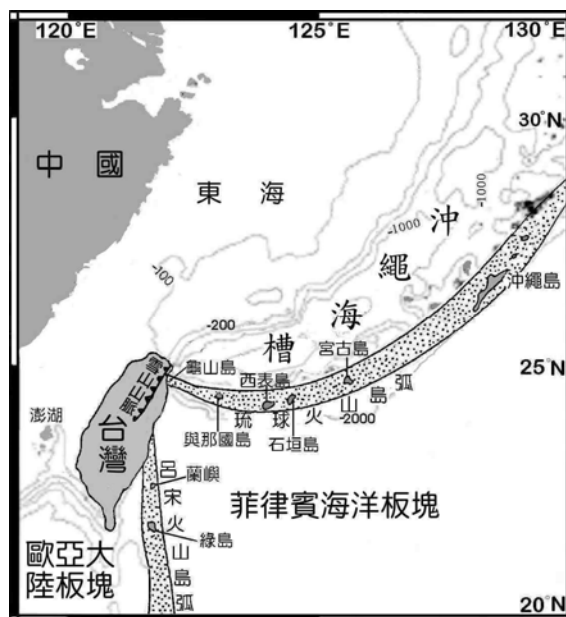 120°E
125°E
130°E
30°N
中國
東海
沖繩海槽
-1000
-1000
-100
-200
沖繩島
25°N
宮古島
龜山島
西表島
雪山山脈
琉球火山島弧
-2000
與那國島
石垣島
澎湖
台灣
蘭嶼
呂宋火山島弧
菲律賓海洋板塊
綠島
歐亞大
陸板塊
20°N